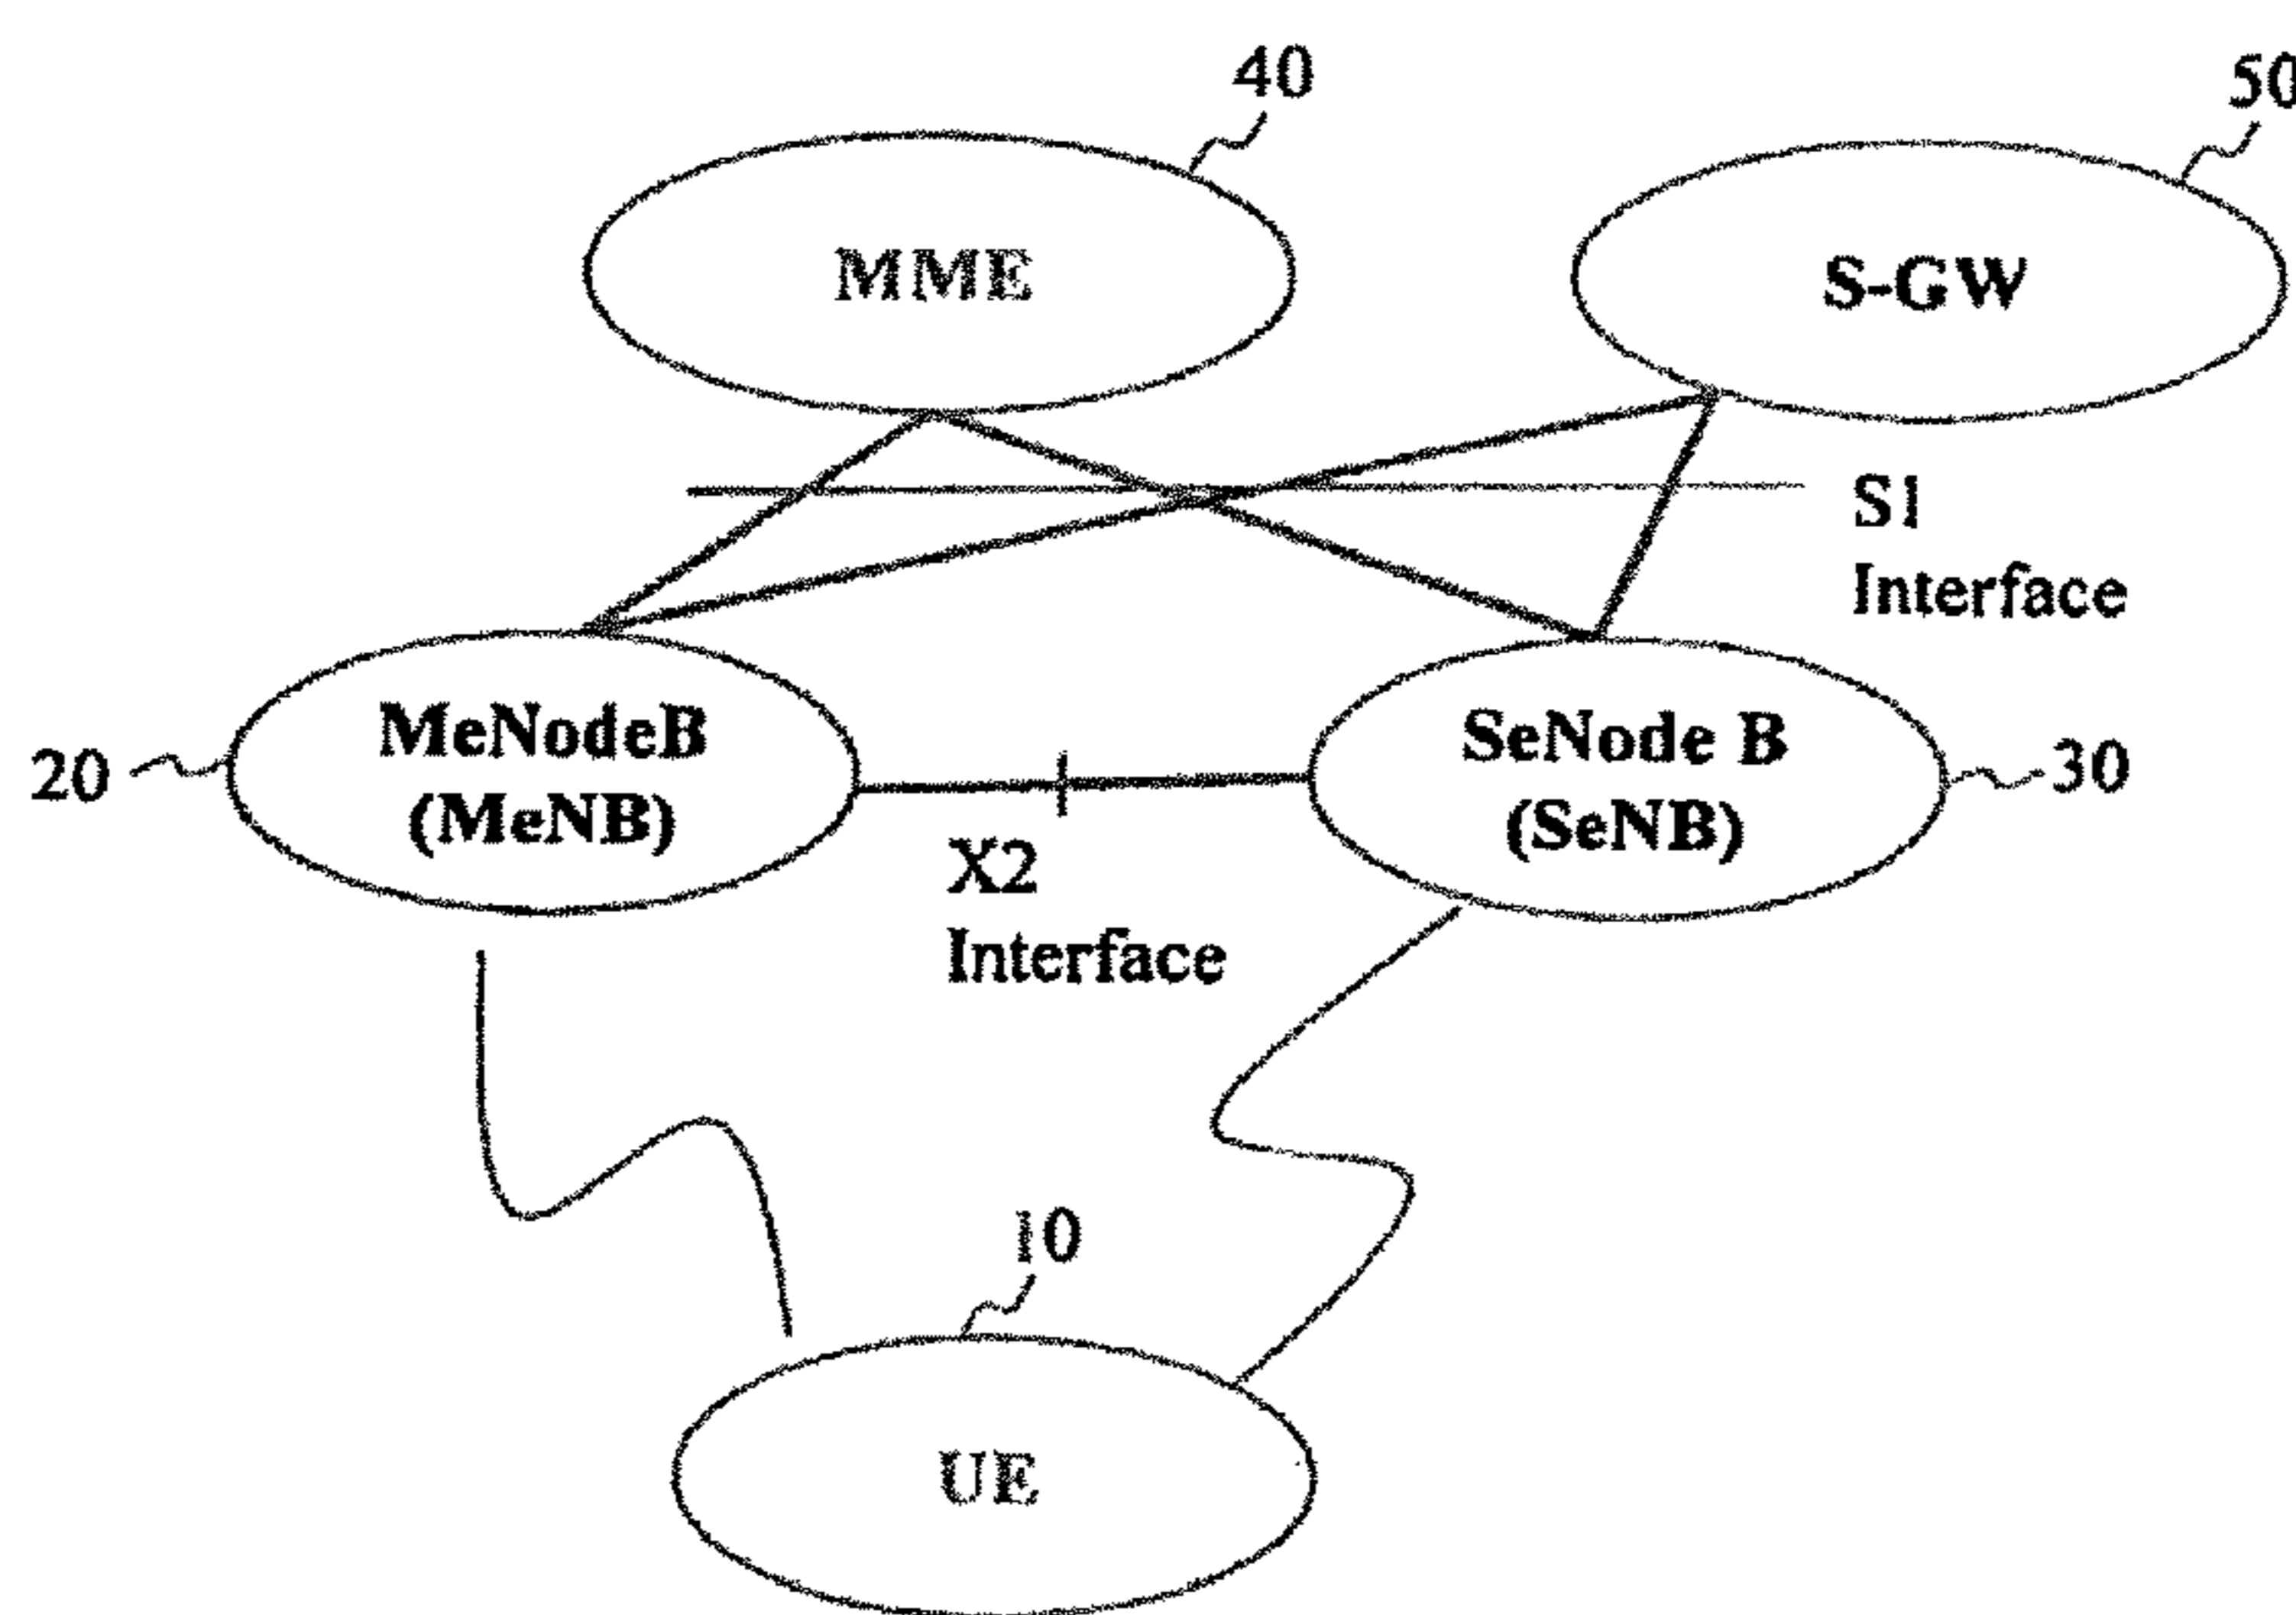 40
50
MME
S-GW
S1
Interface
MeNodeB
(MeNB)
SeNode B
(SeNB)
20
30
X2
Interface
10
UE